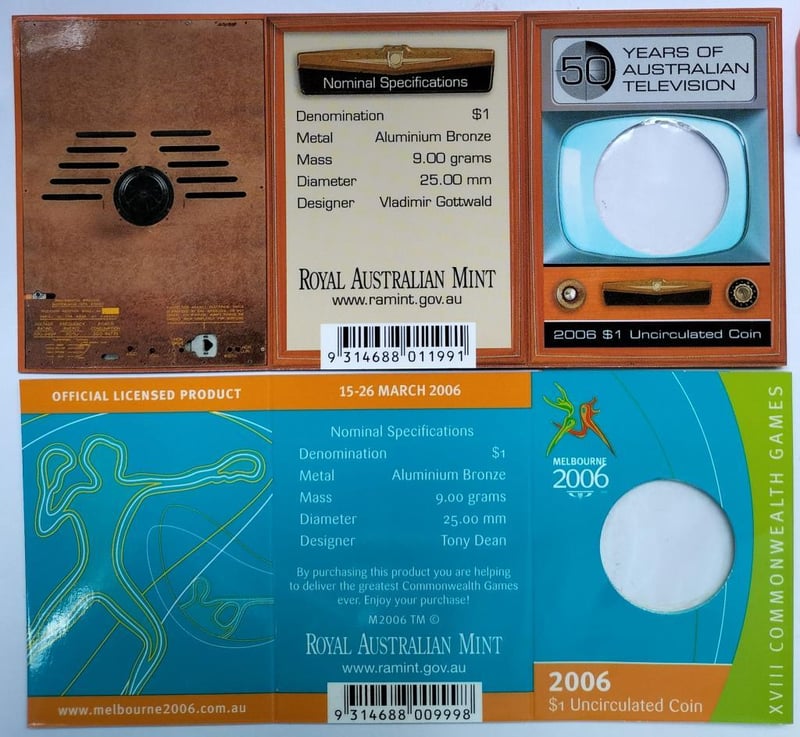 50
YEARS OF
AUSTRALIAN
TELEVISION
Nominal Specifications
Denomination $1
Metal Aluminium Bronze
Mass 9.00 grams
Diameter 25.00 mm
Designer Vladimir Gottwald
ROYAL AUSTRALIAN MINT
www.ramint.gov.au
9 314688 011991
2006 $1 Uncirculated Coin
OFFICIAL LICENSED PRODUCT
www.melbourne2006.com.au
15-26 MARCH 2006
Nominal Specifications
Denomination $1
Metal Aluminium Bronze
Mass 9.00 grams
Diameter 25.00 mm
Designer Tony Dean
By purchasing this product you are helping
to deliver the greatest Commonwealth Games
ever. Enjoy your purchase!
M2006 TM ©
ROYAL AUSTRALIAN MINT
www.ramint.gov.au
9 314688 009998
MELBOURNE
2006
XVIII COMMONWEALTH GAMES
2006
$1 Uncirculated Coin